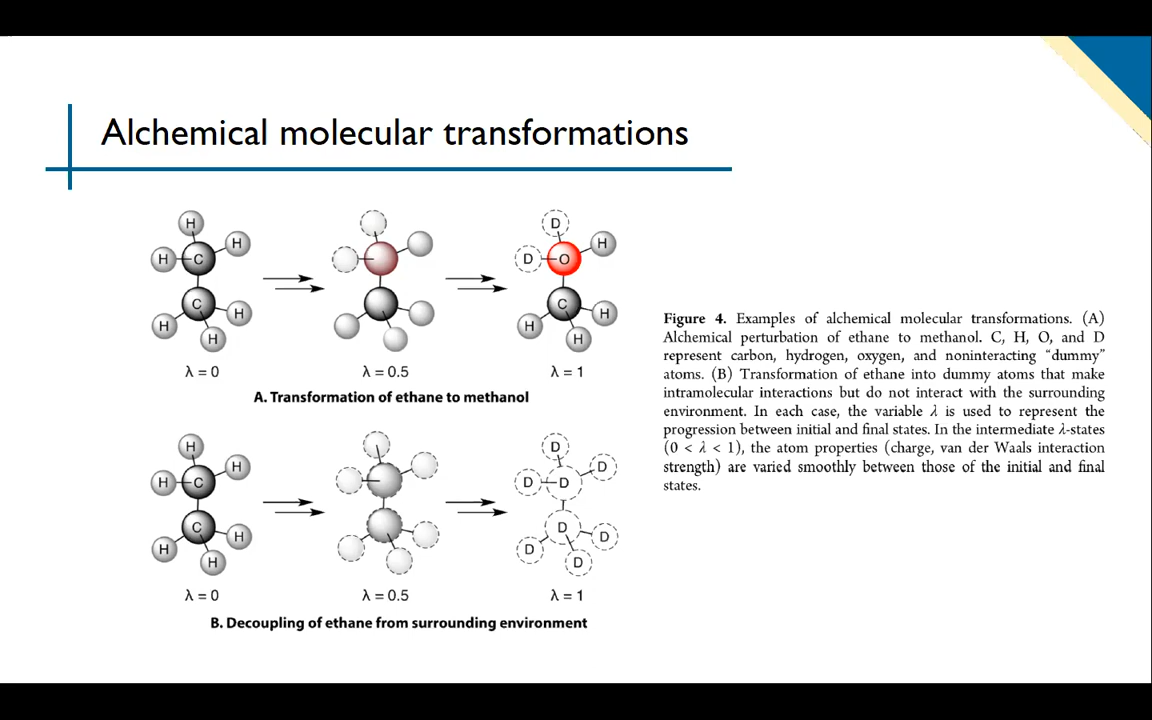 Alchemical molecular transformations
H
H
H
C
C
H
H
H
D
H
D
O
C
H
H
H
λ = 0
λ = 0.5
λ = 1
A. Transformation of ethane to methanol
H
H
H
C
C
H
H
H
D
D
D
D
D
D
D
D
λ = 0
λ = 0.5
λ = 1
B. Decoupling of ethane from surrounding environment
Figure 4. Examples of alchemical molecular transformations. (A)
Alchemical perturbation of ethane to methanol. C, H, O, and D
represent carbon, hydrogen, oxygen, and noninteracting “dummy”
atoms. (B) Transformation of ethane into dummy atoms that make
intramolecular interactions but do not interact with the surrounding
environment. In each case, the variable λ is used to represent the
progression between initial and final states. In the intermediate λ-states
(0 < λ < 1), the atom properties (charge, van der Waals interaction
strength) are varied smoothly between those of the initial and final
states.